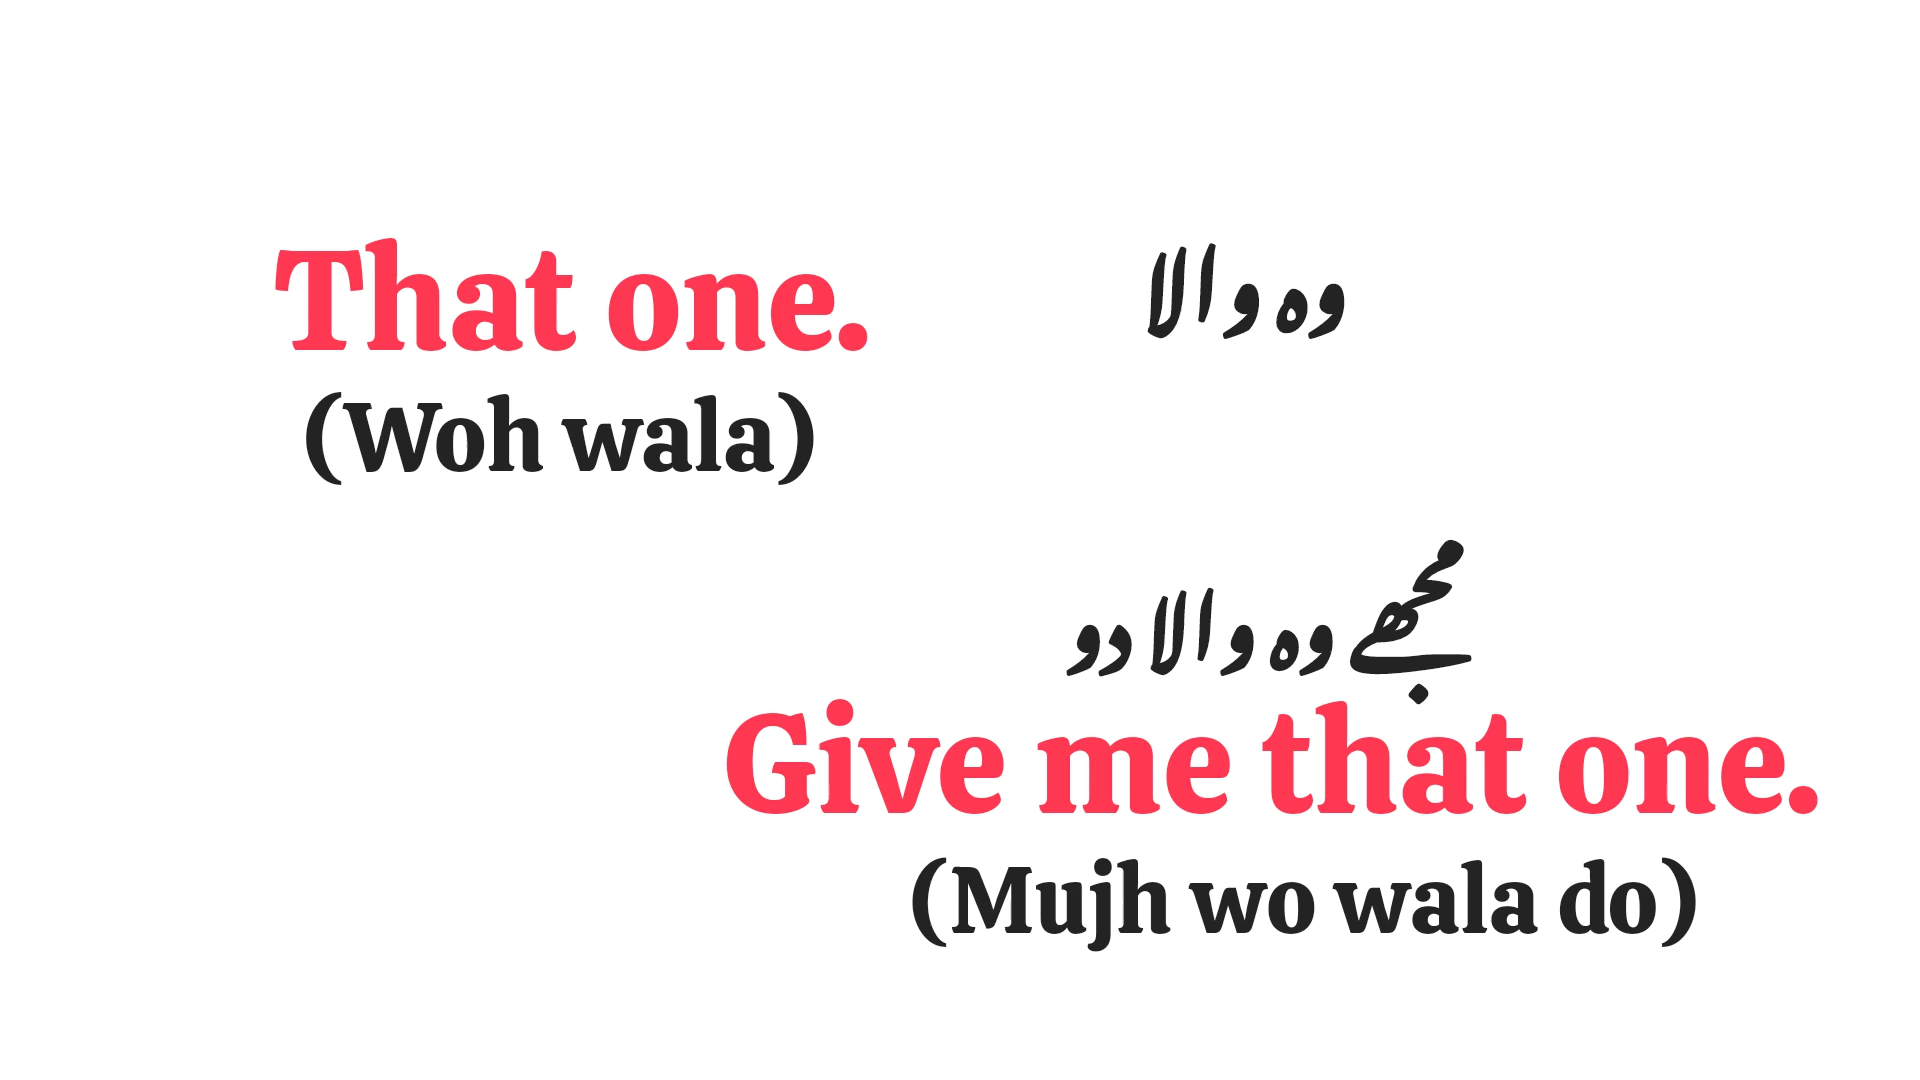 That one.
وہ والا
(Woh wala)
مجھے وہ والا دو
Give me that one.
(Mujh wo wala do)